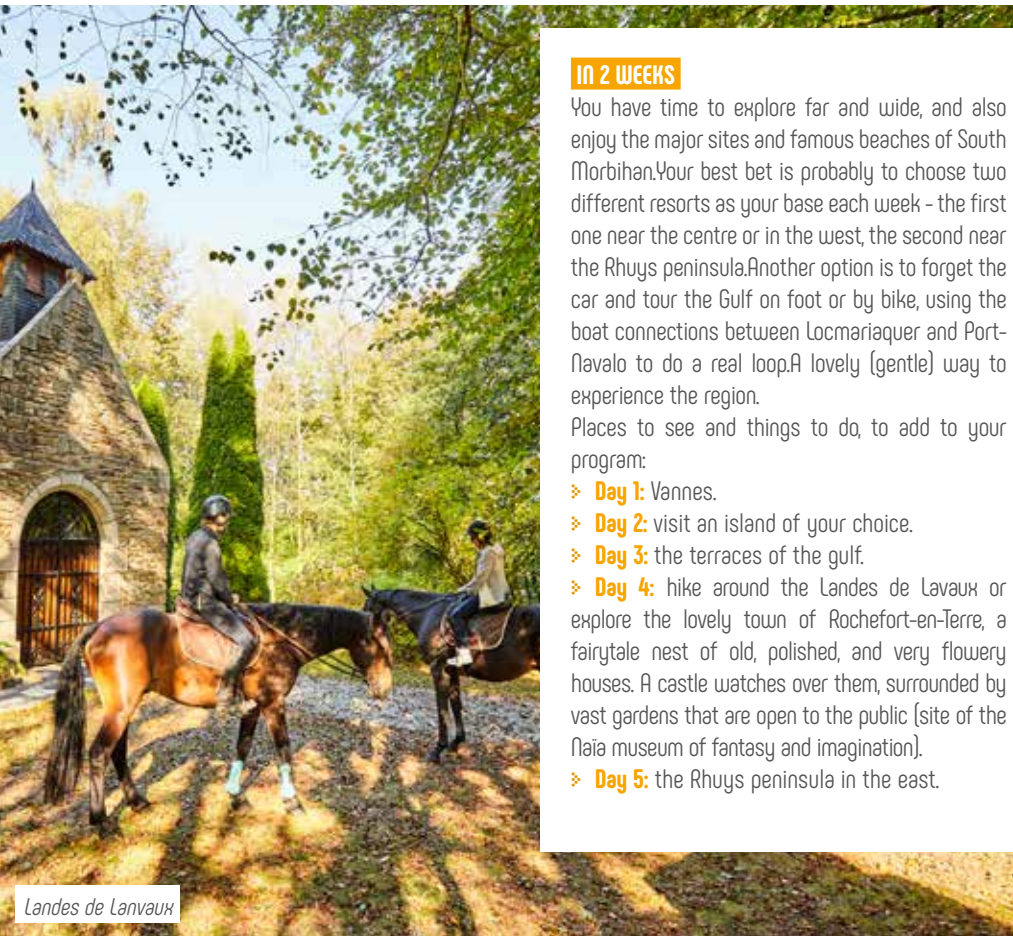 IN 2 WEEKS
You have time to explore far and wide, and also
enjoy the major sites and famous beaches of South
Morbihan.Your best bet is probably to choose two
different resorts as your base each week - the first
one near the centre or in the west, the second near
the Rhuys peninsula.Another option is to forget the
car and tour the Gulf on foot or by bike, using the
boat connections between Locmariaquer and Port-
Navalo to do a real loop.A lovely (gentle) way to
experience the region.
Places to see and things to do, to add to your
program:
Day 1: Vannes.
Day 2: visit an island of your choice.
Day 3: the terraces of the gulf.
Day 4: hike around the Landes de Lavaux or
explore the lovely town of Rochefort-en-Terre, a
fairytale nest of old, polished, and very flowery
houses. A castle watches over them, surrounded by
vast gardens that are open to the public (site of the
Naïa museum of fantasy and imagination).
Day 5: the Rhuys peninsula in the east.
Landes de Lanvaux